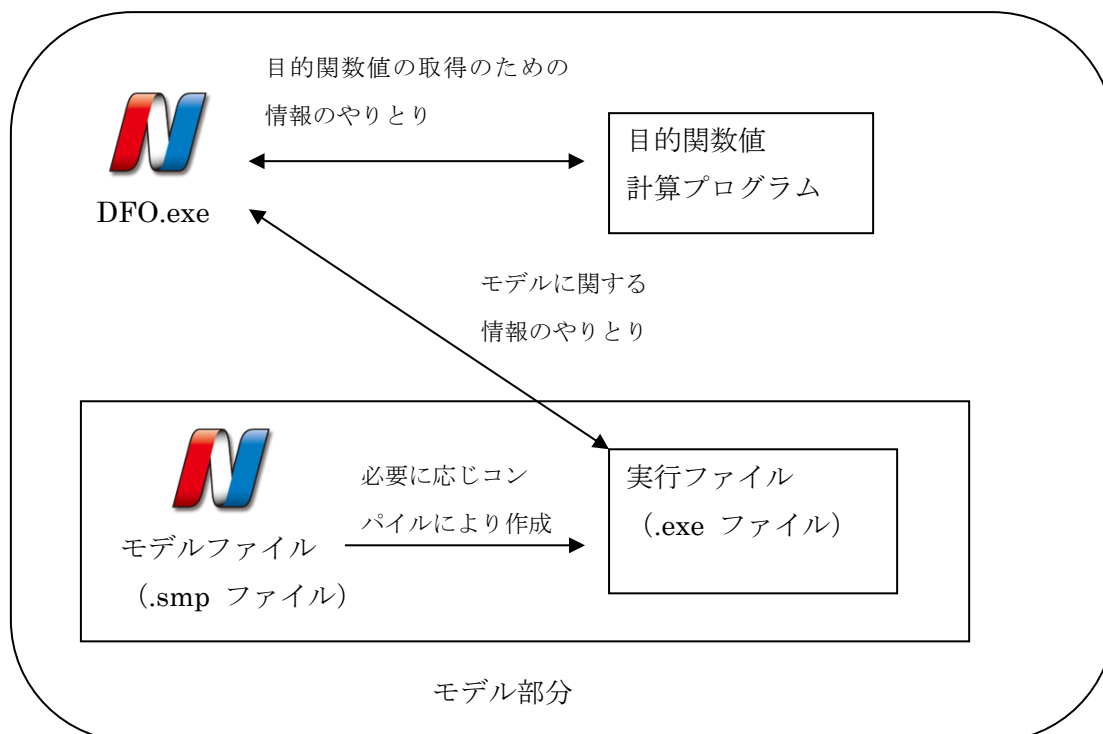 目的関数値の取得のための
情報のやりとり
目的関数値
計算プログラム
DFO.exe
モデルに関する
情報のやりとり
必要に応じコン
パイルにより作成
実行ファイル
（.exe ファイル）
モデルファイル
（.smp ファイル）
モデル部分